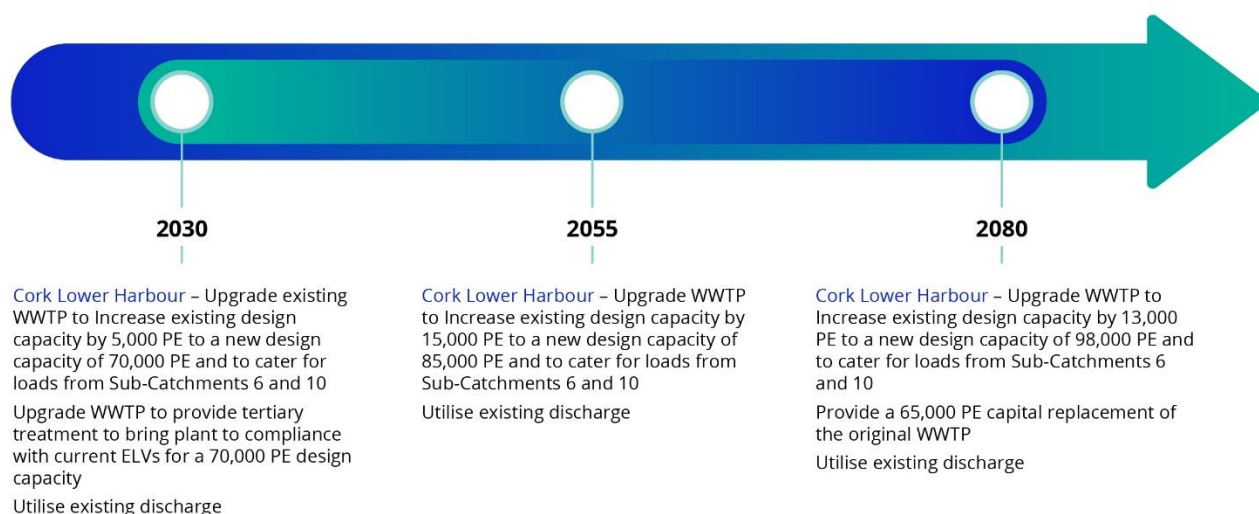 2030
Cork Lower Harbour – Upgrade existing
WWTP to Increase existing design
capacity by 5,000 PE to a new design
capacity of 70,000 PE and to cater for
loads from Sub-Catchments 6 and 10
Upgrade WWTP to provide tertiary
treatment to bring plant to compliance
with current ELVs for a 70,000 PE design
capacity
Utilise existing discharge
2055
Cork Lower Harbour – Upgrade WWTP
to Increase existing design capacity by
15,000 PE to a new design capacity of
85,000 PE and to cater for loads from
Sub-Catchments 6 and 10
Utilise existing discharge
2080
Cork Lower Harbour – Upgrade WWTP to
Increase existing design capacity by 13,000
PE to a new design capacity of 98,000 PE and
to cater for loads from Sub-Catchments 6
and 10
Provide a 65,000 PE capital replacement of
the original WWTP
Utilise existing discharge